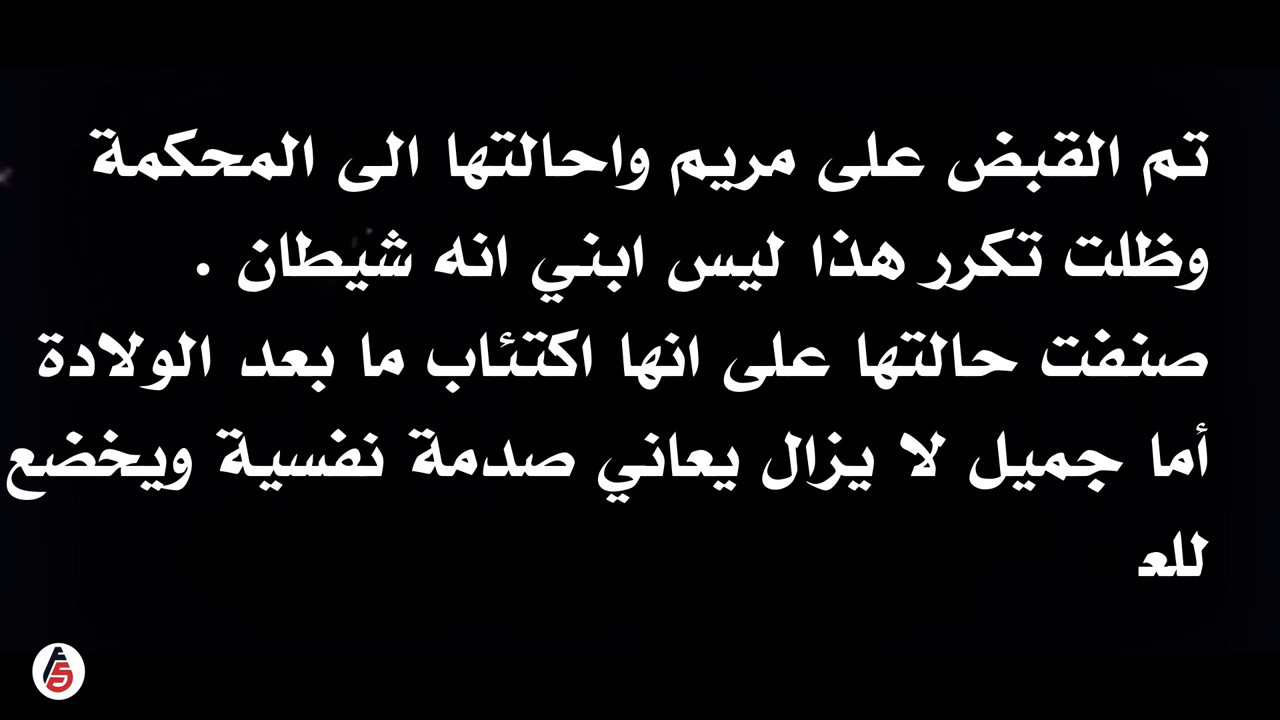 تم القبض على مريم واحالتها الى المحكمة
وظلت تكرر هذا ليس ابني انه شيطان .
صنفت حالتها على انها اكتئاب ما بعد الولادة
أما جميل لا يزال يعاني صدمة نفسية ويخضع
للعـ